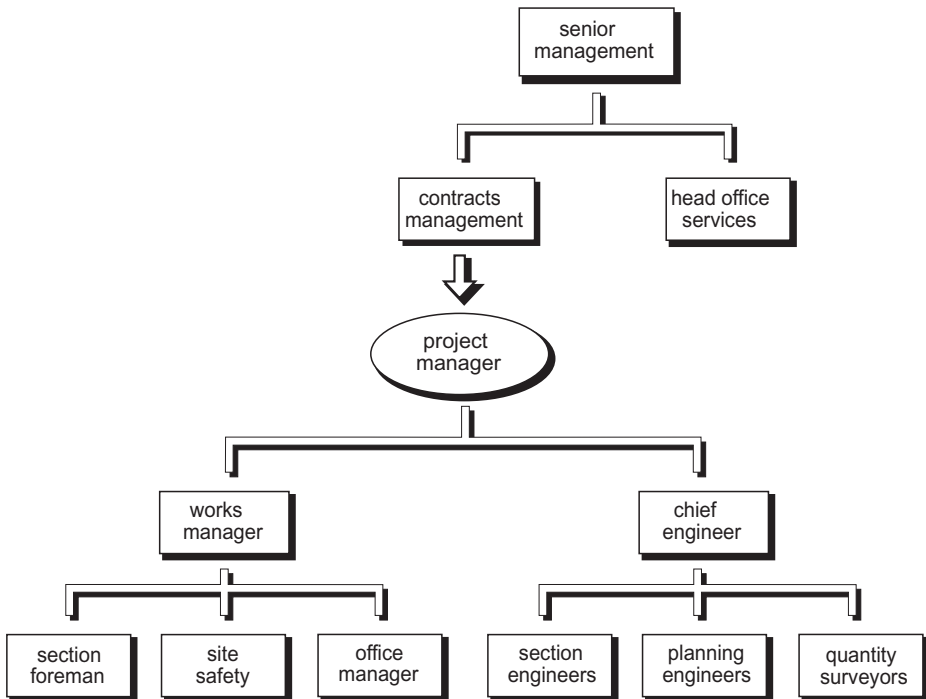 senior
management
contracts
management
head office
services
project
manager
works
manager
chief
engineer
section
foreman
site
safety
office
manager
section
engineers
planning
engineers
quantity
surveyors